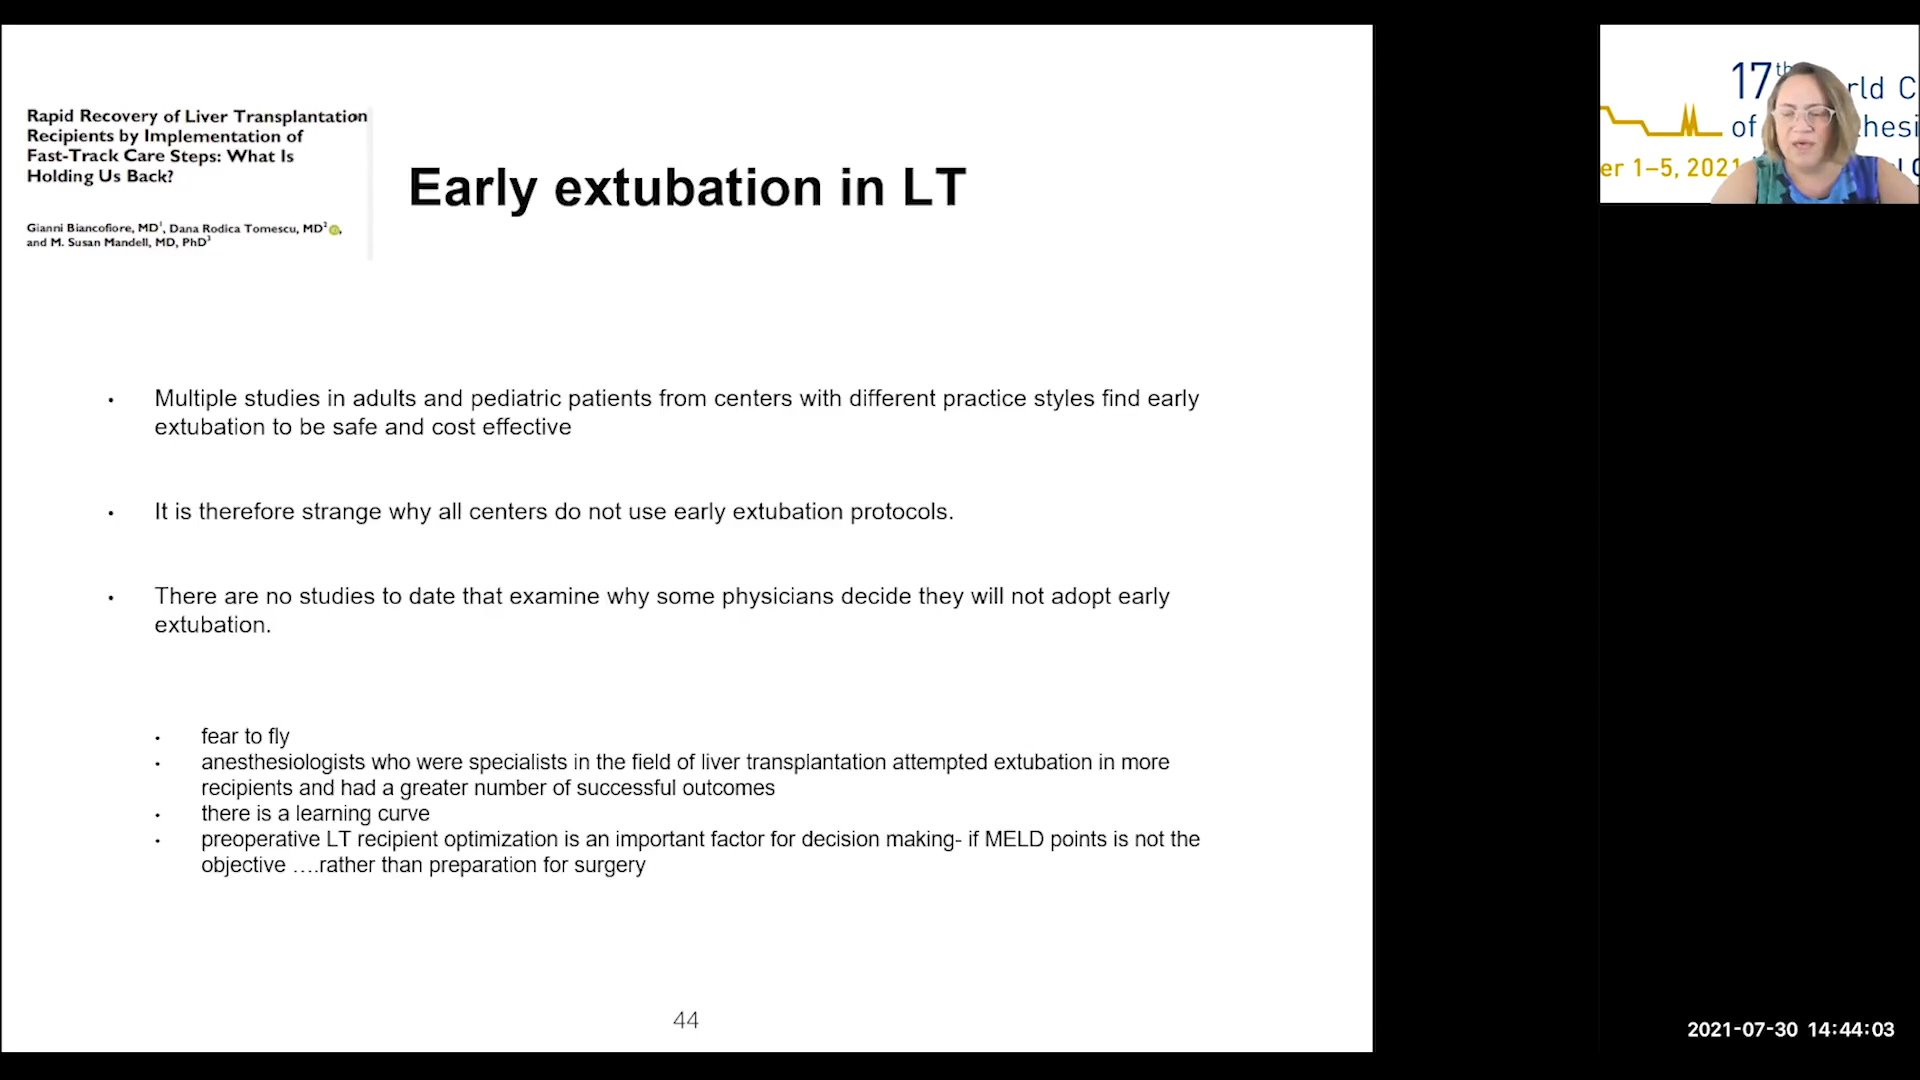 Rapid Recovery of Liver Transplantation
Recipients by Implementation of
Fast-Track Care Steps: What Is
Holding Us Back?
Gianni Biancofiore, MD1, Dana Rodica Tomescu, MD2,
and M. Susan Mandell, MD, PhD3
Early extubation in LT
• Multiple studies in adults and pediatric patients from centers with different practice styles find early
extubation to be safe and cost effective
• It is therefore strange why all centers do not use early extubation protocols.
• There are no studies to date that examine why some physicians decide they will not adopt early
extubation.
• fear to fly
• anesthesiologists who were specialists in the field of liver transplantation attempted extubation in more
recipients and had a greater number of successful outcomes
• there is a learning curve
• preoperative LT recipient optimization is an important factor for decision making- if MELD points is not the
objective ….rather than preparation for surgery
44
17th rld C
of hesi
er 1–5, 2021
2021-07-30 14:44:03